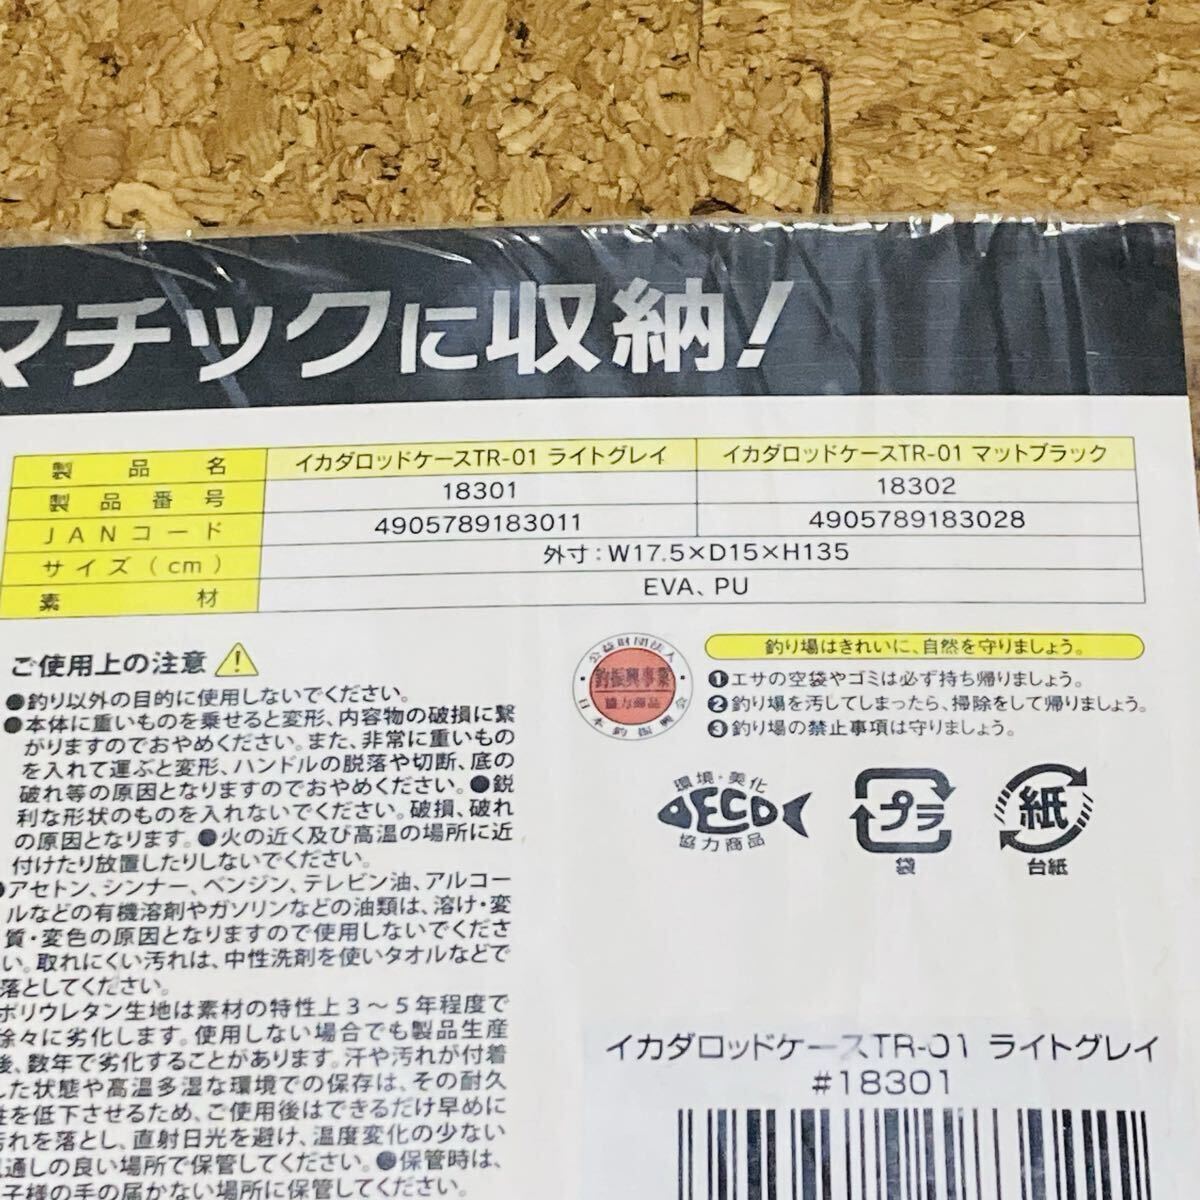 マチックに収納!
製品名 イカダロッドケースTR-01 ライトグレイ イカダロッドケースTR-01 マットブラック
製品番号 18301 18302
JANコード 4905789183011 4905789183028
サイズ(cm) 外寸:W17.5×D15×H135
素材 EVA、PU
ご使用上の注意
●釣り以外の目的に使用しないでください。
●本体に重いものを乗せると変形、内容物の破損に繋
がりますのでおやめください。また、非常に重いもの
を入れて運ぶと変形、ハンドルの脱落や切断、底の
破れ等の原因となりますのでおやめください。●鋭
利な形状のものを入れないでください。破損、破れ
の原因となります。●火の近く及び高温の場所に近
付けたり放置したりしないでください。
●アセトン、シンナー、ベンジン、テレビン油、アルコー
ルなどの有機溶剤やガソリンなどの油類は、溶け・変
質・変色の原因となりますので使用しないでくださ
い。取れにくい汚れは、中性洗剤を使いタオルなどで
落としてください。
ポリウレタン生地は素材の特性上3〜5年程度で
徐々に劣化します。使用しない場合でも製品生産
後、数年で劣化することがあります。汗や汚れが付着
した状態や高温多湿な環境での保存は、その耐久
性を低下させるため、ご使用後はできるだけ早めに
汚れを落とし、直射日光を避け、温度変化の少ない
風通しの良い場所で保管してください。●保管時は、
子様の手の届かない場所に保管してください。
公益財団法人
釣振興事業
日本釣振興会
釣り場はきれいに、自然を守りましょう。
❶エサの空袋やゴミは必ず持ち帰りましょう。
❷釣り場を汚してしまったら、掃除をして帰りましょう。
❸釣り場の禁止事項は守りましょう。
環境・美化
ECO
協力商品
プラ
袋
紙
台紙
イカダロッドケースTR-01 ライトグレイ
#18301